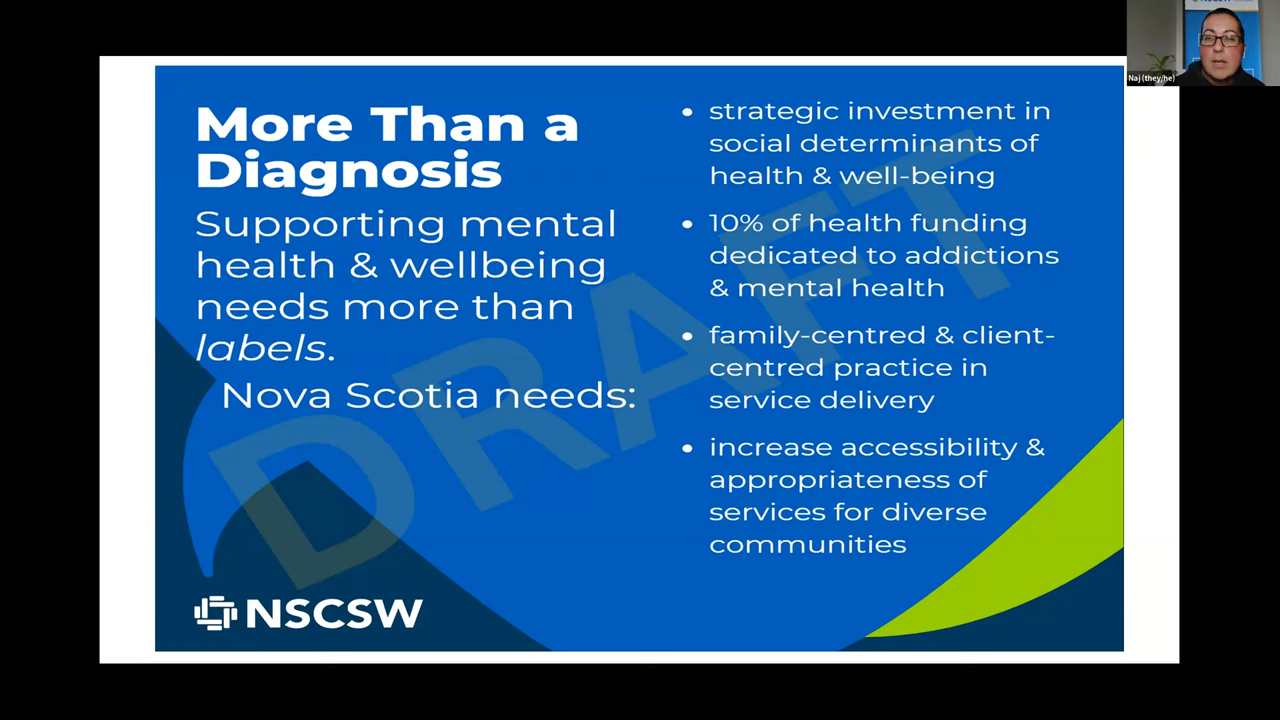 More Than a
Diagnosis
Supporting mental
health & wellbeing
needs more than
labels.
Nova Scotia needs:
• strategic investment in
social determinants of
health & well-being
• 10% of health funding
dedicated to addictions
& mental health
• family-centred & client-
centred practice in
service delivery
• increase accessibility &
appropriateness of
services for diverse
communities
DRAFT
NSCSW
Naj (they/he)